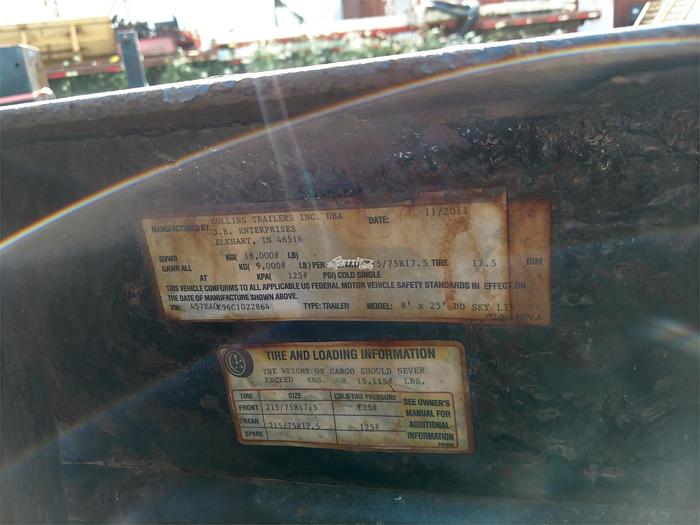 COLLINS TRAILERS INC. DBA DATE: 11/2011
MANUFACTURED BY: J.B. ENTERPRISES
ELKHART, IN 46516
GVWR KG( 18,000# LB)
GAWR ALL KG( 9,000# LB) PER 5/75R17.5 TIRE 17.5 RIM
AT KPA( 125# PSI) COLD SINGLE
THIS VEHICLE CONFORMS TO ALL APPLICABLE US FEDERAL MOTOR VEHICLE SAFETY STANDARDS IN EFFECT ON
THE DATE OF MANUFACTURE SHOWN ABOVE.
VIN: 457EAQK96C1022864 TYPE: TRAILER MODEL: 8' x 25' DD SKY
TIRE AND LOADING INFORMATION
THE WEIGHT OF CARGO SHOULD NEVER
EXCEED KGS. OR 15,115# LBS.
TIRE SIZE COLD TIRE PRESSURE SEE OWNER'S
FRONT 215/75R17.5 125# MANUAL FOR
REAR 215/75R17.5 125# ADDITIONAL
SPARE INFORMATION